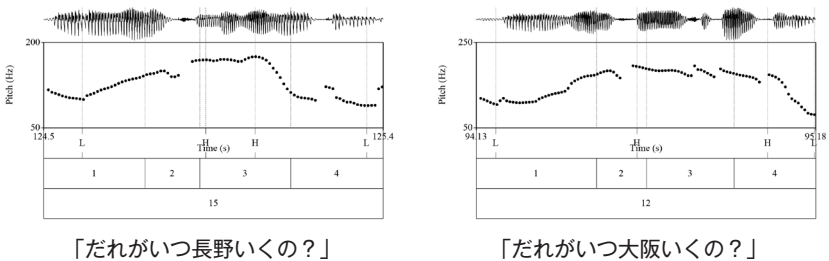 200
Pitch (Hz)
50
124.5
125.4
Time (s)
L
H
H
L
1
2
3
4
15
「だれがいつ長野いくの？」
250
Pitch (Hz)
50
94.13
95.18
Time (s)
L
H
H
L
1
2
3
4
12
「だれがいつ大阪いくの？」